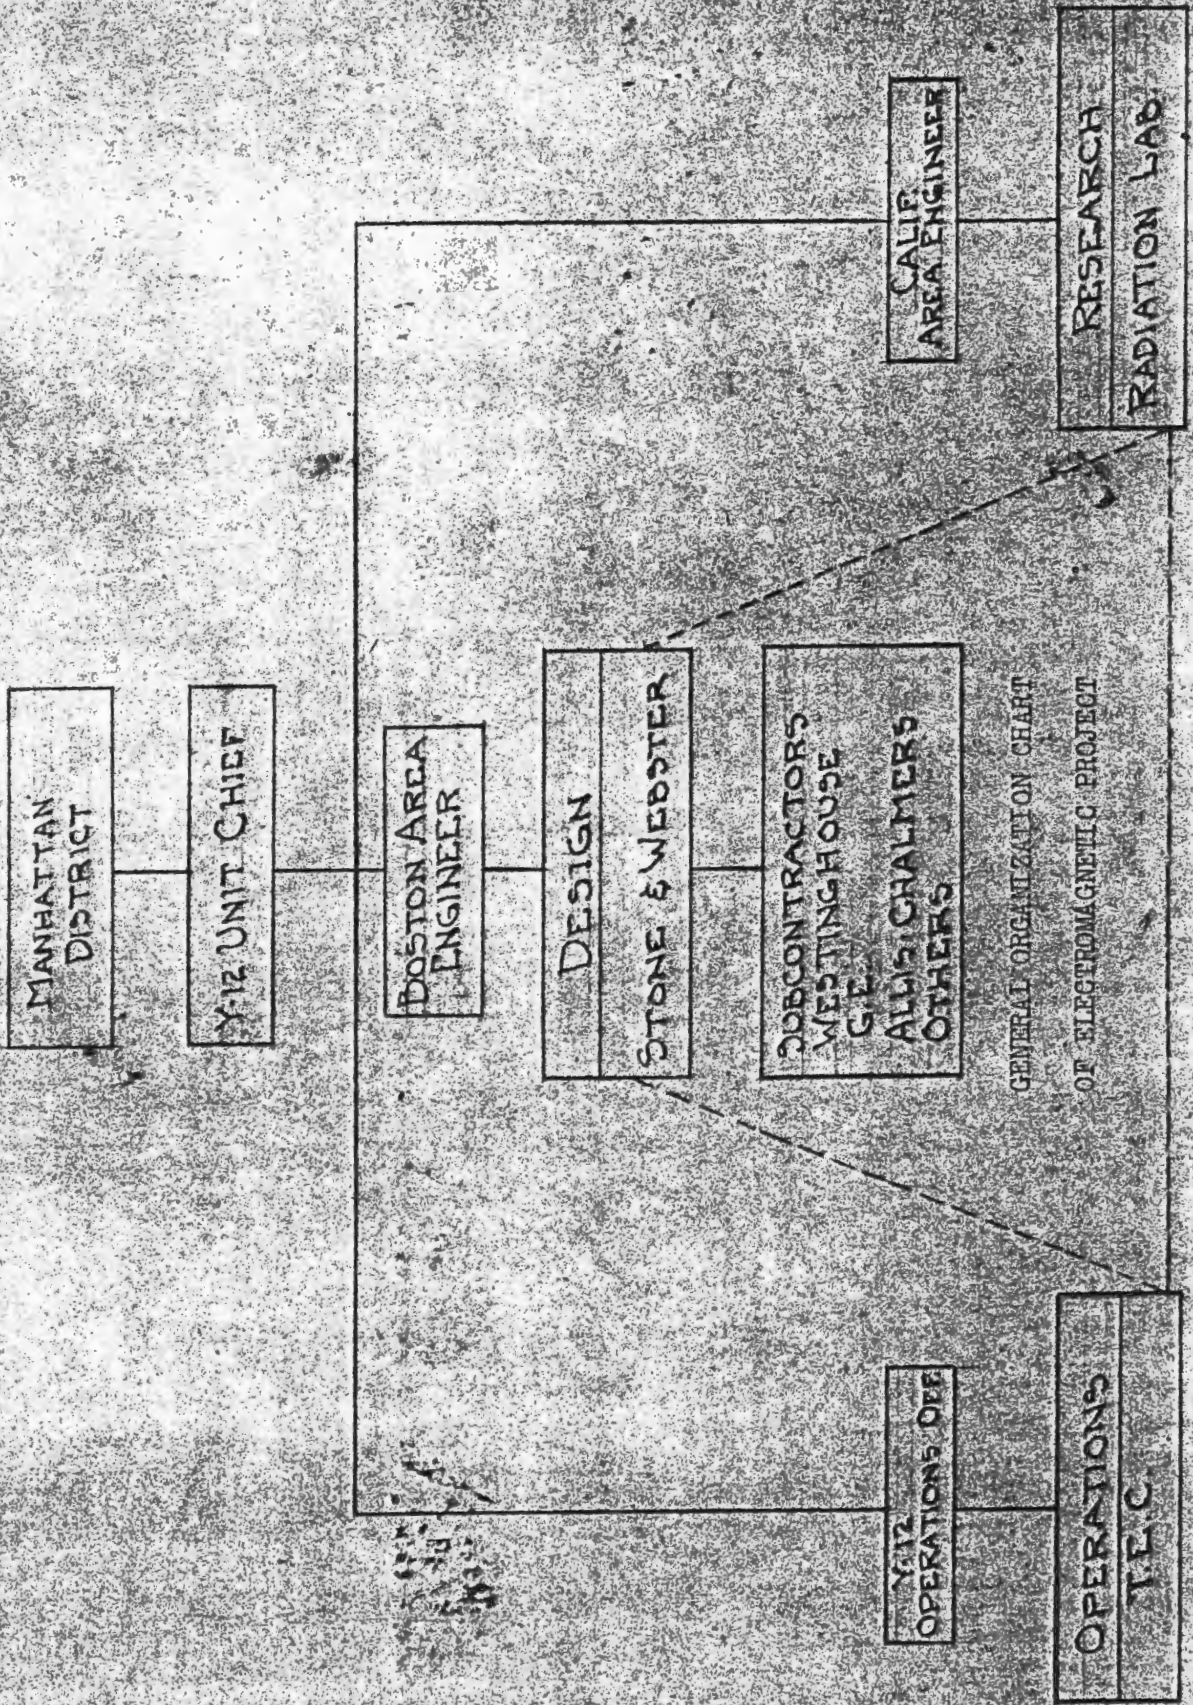 MANHATTAN
DISTRICT
Y-12 UNIT CHIEF
BOSTON AREA
ENGINEER
DESIGN
STONE & WEBSTER
SUBCONTRACTORS
WESTINGHOUSE
G.E.
ALLIS CHALMERS
OTHERS
Y-12
OPERATIONS OFF.
OPERATIONS
T.E.C.
CALIF.
AREA ENGINEER
RESEARCH
RADIATION LAB.
GENERAL ORGANIZATION CHART
OF ELECTROMAGNETIC PROJECT